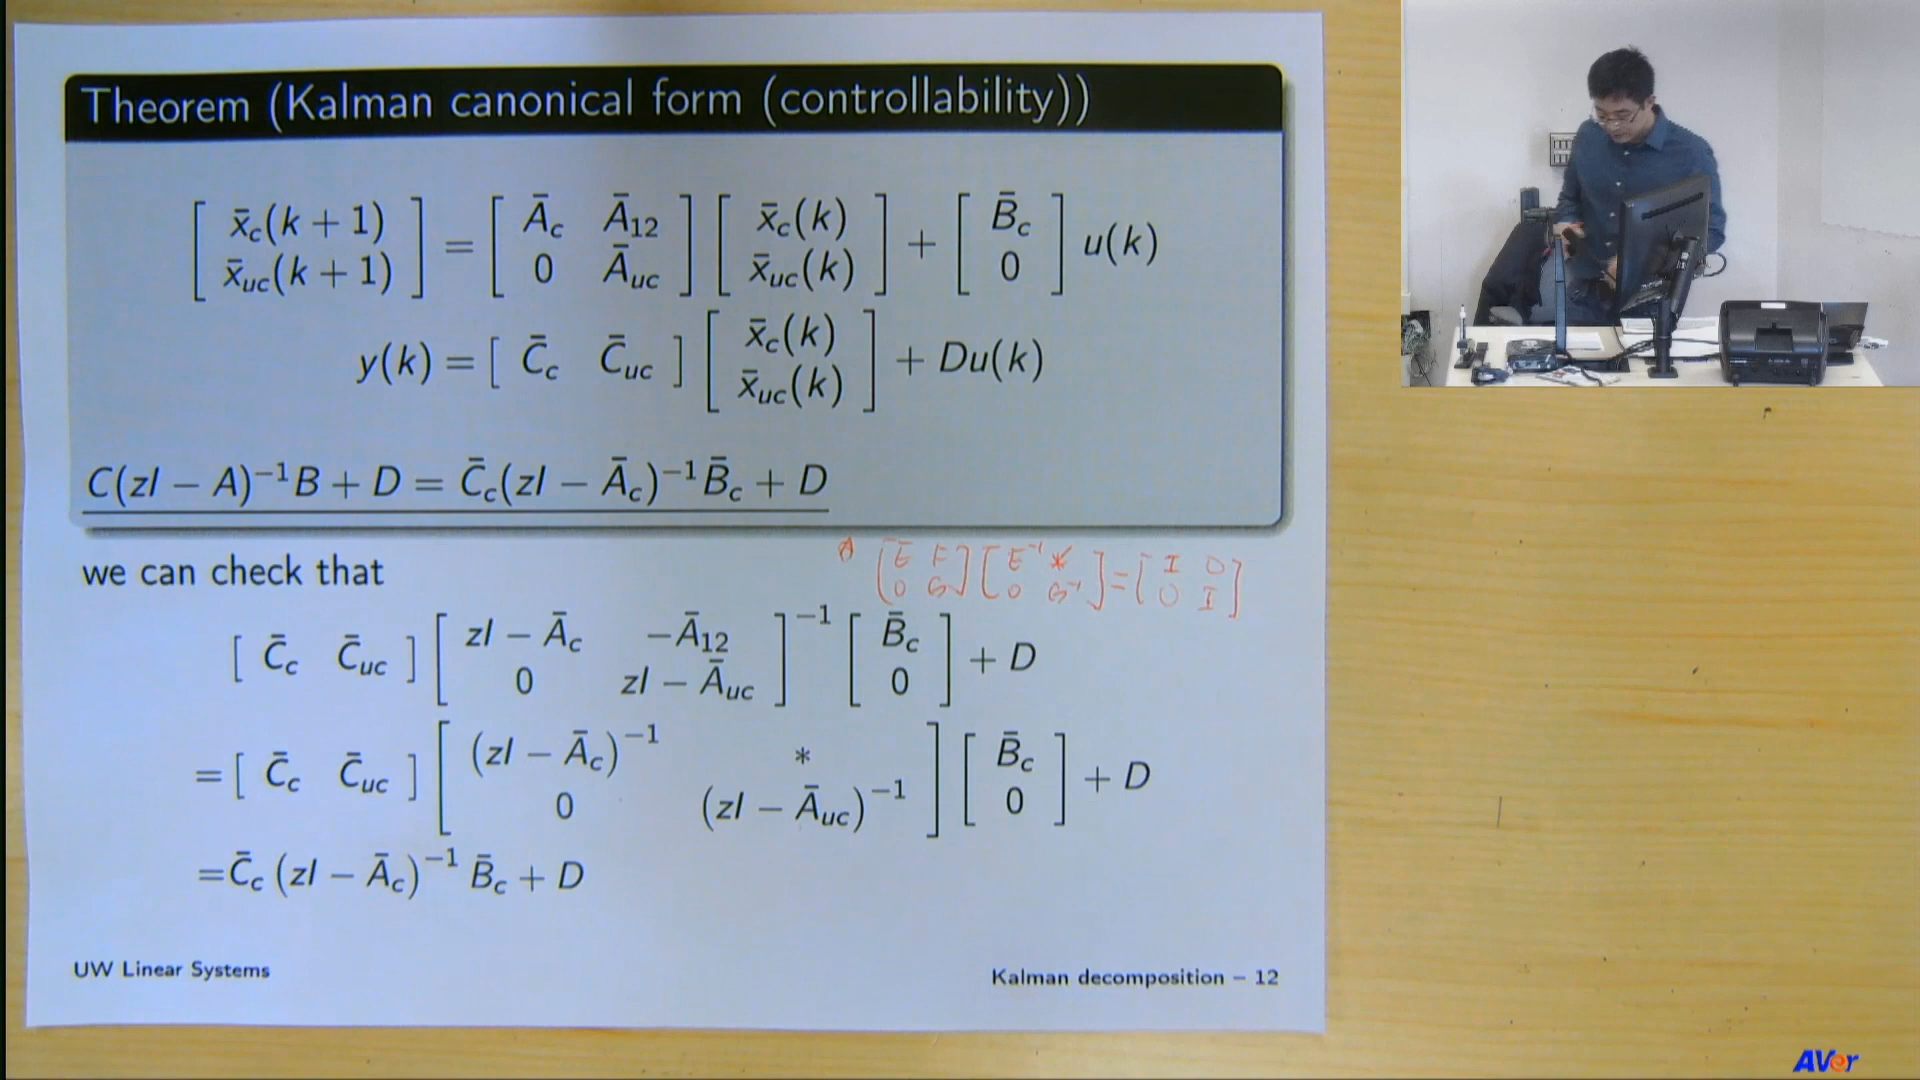 Theorem (Kalman canonical form (controllability))
[ x̄c(k + 1) ; x̄uc(k + 1) ] = [ Āc Ā12 ; 0 Āuc ] [ x̄c(k) ; x̄uc(k) ] + [ B̄c ; 0 ] u(k)
y(k) = [ C̄c C̄uc ] [ x̄c(k) ; x̄uc(k) ] + Du(k)
C(zI − A)⁻¹B + D = C̄c(zI − Āc)⁻¹B̄c + D
we can check that
[ E F ; 0 G ] [ E⁻¹ * ; 0 G⁻¹ ] = [ I 0 ; 0 I ]
[ C̄c C̄uc ] [ zI − Āc −Ā12 ; 0 zI − Āuc ]⁻¹ [ B̄c ; 0 ] + D
= [ C̄c C̄uc ] [ (zI − Āc)⁻¹ * ; 0 (zI − Āuc)⁻¹ ] [ B̄c ; 0 ] + D
=C̄c (zI − Āc)⁻¹ B̄c + D
UW Linear Systems
Kalman decomposition – 12
AVer